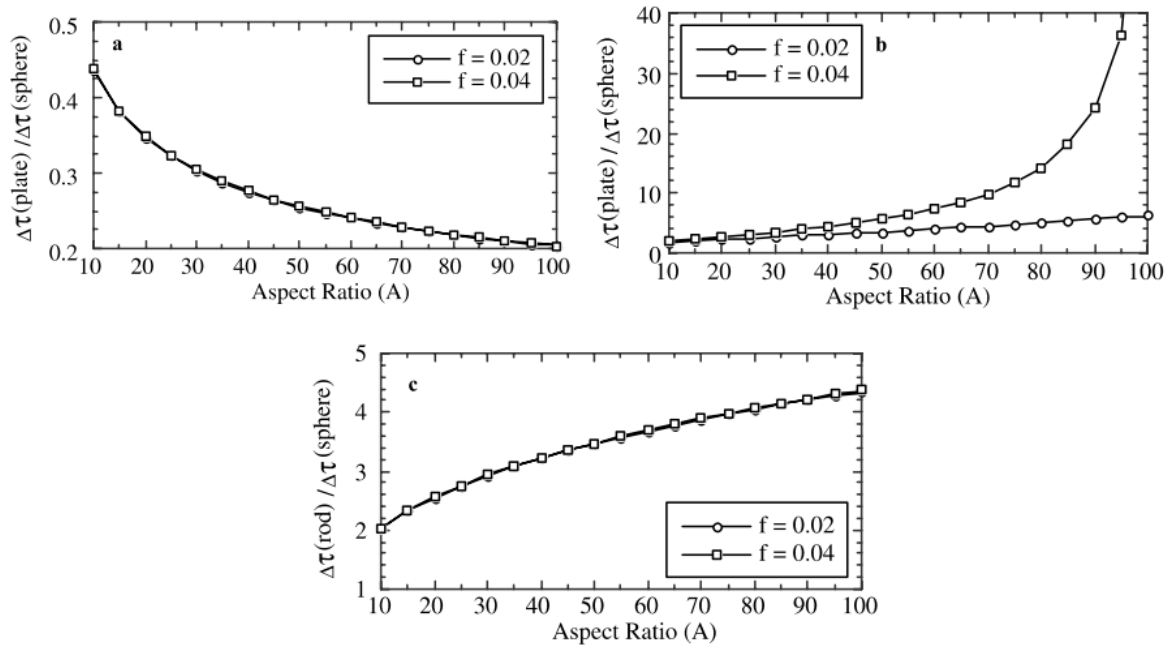 a
f = 0.02
f = 0.04
Δτ(plate) / Δτ(sphere)
0.5
0.4
0.3
0.2
10 20 30 40 50 60 70 80 90 100
Aspect Ratio (A)
b
f = 0.02
f = 0.04
Δτ(plate) / Δτ(sphere)
40
30
20
10
0
10 20 30 40 50 60 70 80 90 100
Aspect Ratio (A)
c
f = 0.02
f = 0.04
Δτ(rod) / Δτ(sphere)
5
4
3
2
1
10 20 30 40 50 60 70 80 90 100
Aspect Ratio (A)